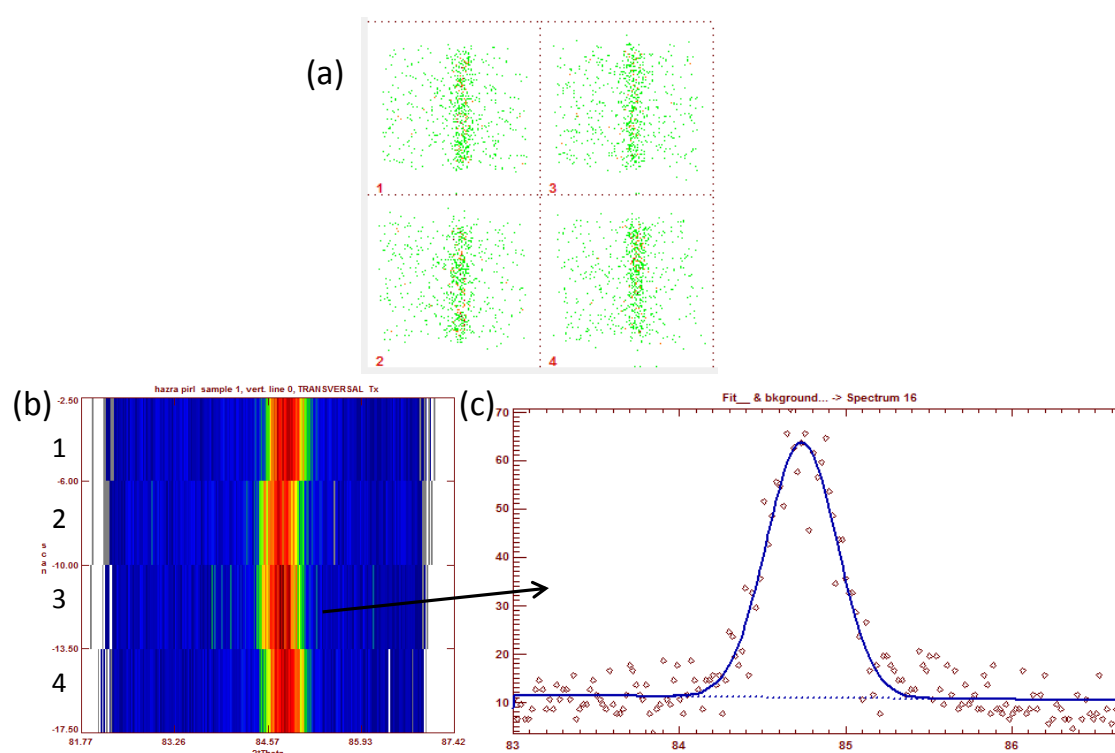 (a)
1
3
2
4
(b)
hazra pirl sample 1, vert. line 0, TRANSVERSAL Tx
-2.50
1
-6.00
2
scan
-10.00
3
-13.50
4
-17.50
81.77 83.26 84.57 85.93 87.42
2*Theta
(c)
Fit__ & bkground... -> Spectrum 16
70
60
50
40
30
20
10
83 84 85 86